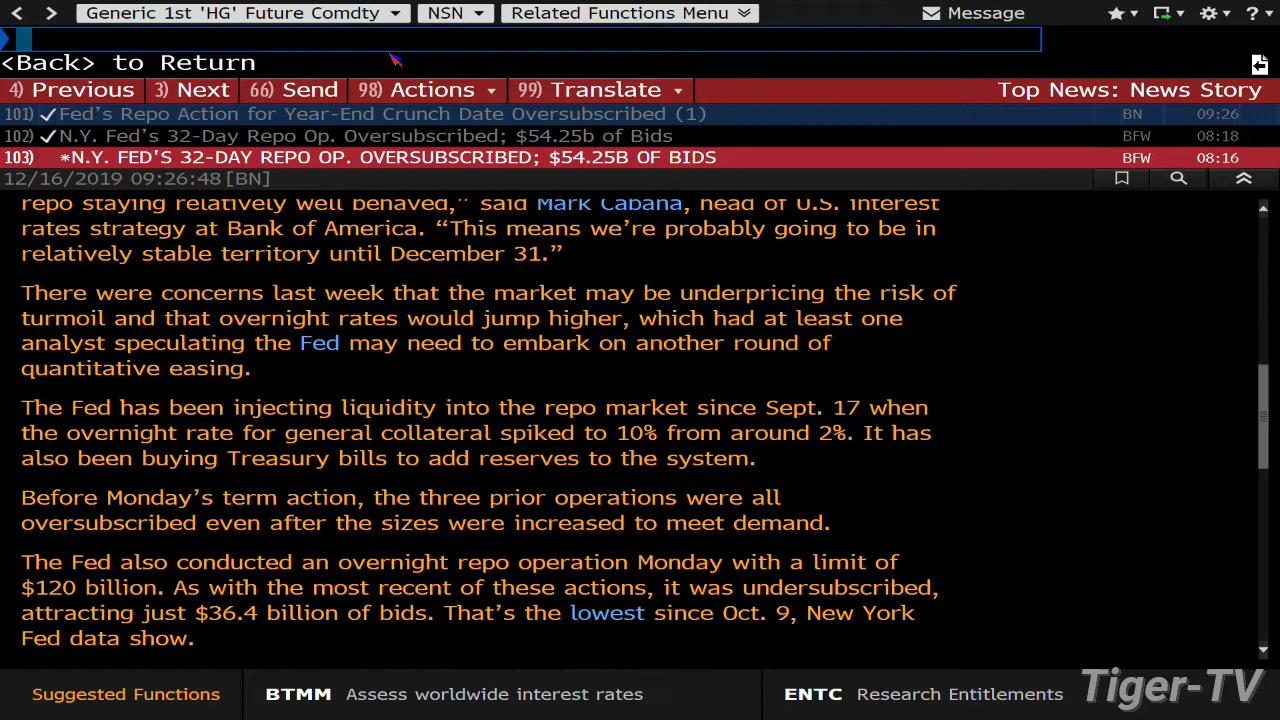 Generic 1st 'HG' Future Comdty NSN Related Functions Menu Message
<Back> to Return
4) Previous 3) Next 66) Send 98) Actions 99) Translate Top News: News Story
101) Fed's Repo Action for Year-End Crunch Date Oversubscribed (1) BN 09:26
102) N.Y. Fed's 32-Day Repo Op. Oversubscribed; $54.25b of Bids BFW 08:18
103) *N.Y. FED'S 32-DAY REPO OP. OVERSUBSCRIBED; $54.25B OF BIDS BFW 08:16
12/16/2019 09:26:48 [BN]
repo staying relatively well behaved,” said Mark Cabana, head of U.S. interest
rates strategy at Bank of America. “This means we’re probably going to be in
relatively stable territory until December 31.”
There were concerns last week that the market may be underpricing the risk of
turmoil and that overnight rates would jump higher, which had at least one
analyst speculating the Fed may need to embark on another round of
quantitative easing.
The Fed has been injecting liquidity into the repo market since Sept. 17 when
the overnight rate for general collateral spiked to 10% from around 2%. It has
also been buying Treasury bills to add reserves to the system.
Before Monday’s term action, the three prior operations were all
oversubscribed even after the sizes were increased to meet demand.
The Fed also conducted an overnight repo operation Monday with a limit of
$120 billion. As with the most recent of these actions, it was undersubscribed,
attracting just $36.4 billion of bids. That’s the lowest since Oct. 9, New York
Fed data show.
Suggested Functions BTMM Assess worldwide interest rates ENTC Research Entitlements
Tiger-TV